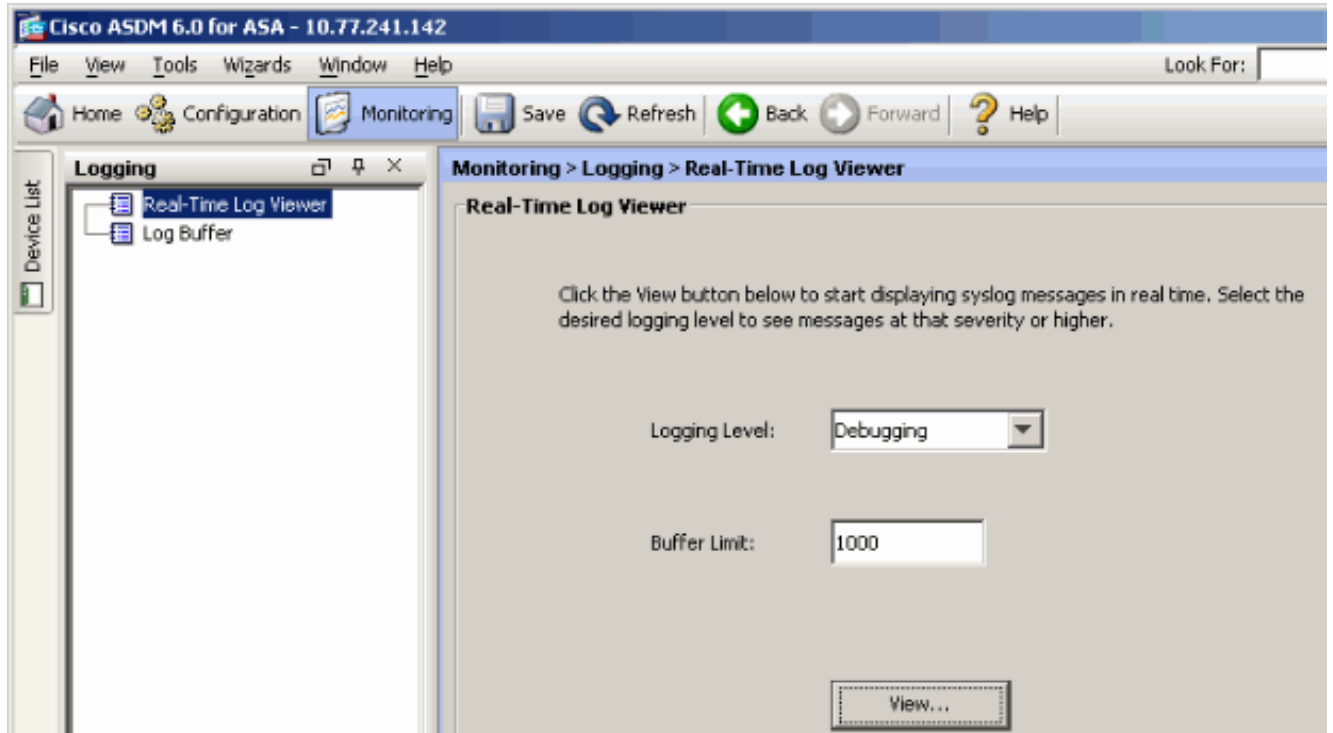 Cisco ASDM 6.0 for ASA - 10.77.241.142
File View Tools Wizards Window Help Look For:
Home Configuration Monitoring Save Refresh Back Forward Help
Device List
Logging
Real-Time Log Viewer
Log Buffer
Monitoring > Logging > Real-Time Log Viewer
Real-Time Log Viewer
Click the View button below to start displaying syslog messages in real time. Select the
desired logging level to see messages at that severity or higher.
Logging Level: Debugging
Buffer Limit: 1000
View...